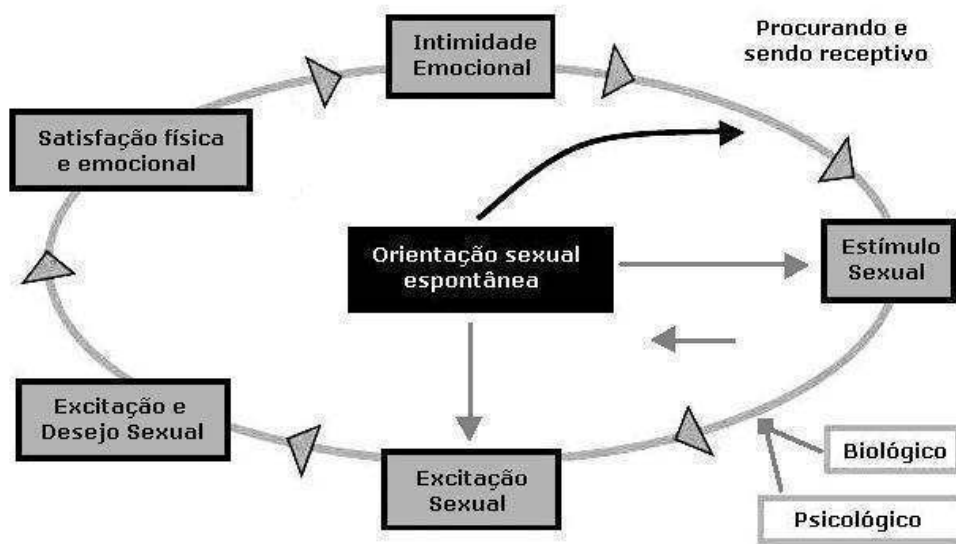 Intimidade
Emocional
Procurando e
sendo receptivo
Satisfação física
e emocional
Orientação sexual
espontânea
Estímulo
Sexual
Excitação e
Desejo Sexual
Excitação
Sexual
Biológico
Psicológico